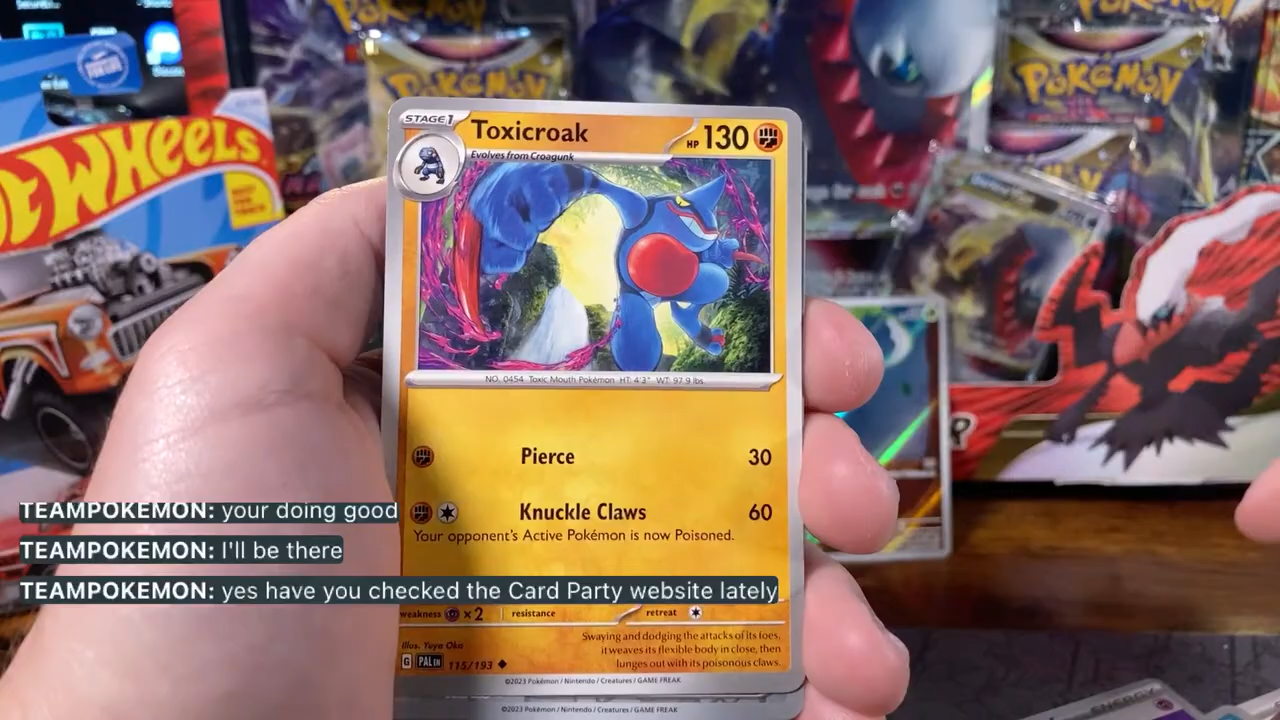 POKÉMON
POKÉMON
POKÉMON
POKÉMON
HOT WHEELS
STAGE 1
Toxicroak
HP 130
Evolves from Croagunk
NO. 0454 Toxic Mouth Pokémon HT: 4'3" WT: 97.9 lbs.
Pierce 30
Knuckle Claws 60
Your opponent's Active Pokémon is now Poisoned.
TEAMPOKEMON: your doing good
TEAMPOKEMON: I'll be there
TEAMPOKEMON: yes have you checked the Card Party website lately
weakness ×2 resistance retreat
Swaying and dodging the attacks of its foes,
it weaves its flexible body in close, then
lunges out with its poisonous claws.
Illus. Yuya Oka
G PAL EN 115/193
©2023 Pokémon / Nintendo / Creatures / GAME FREAK
©2023 Pokémon / Nintendo / Creatures / GAME FREAK
ENERGY